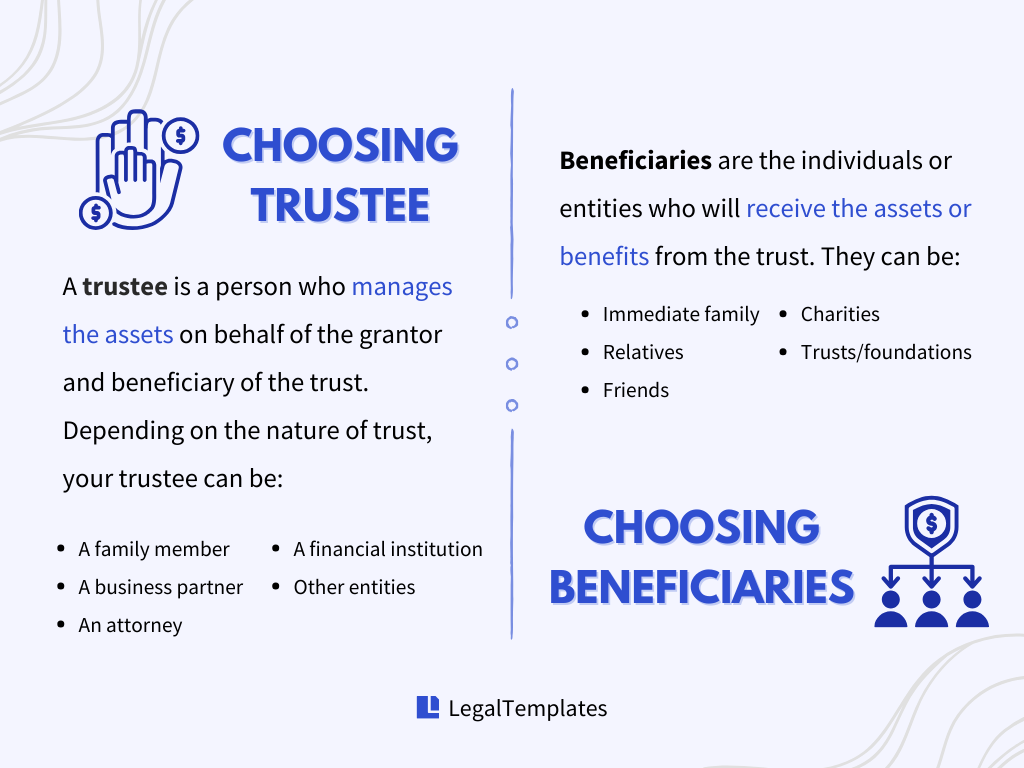 CHOOSING
TRUSTEE
A trustee is a person who manages
the assets on behalf of the grantor
and beneficiary of the trust.
Depending on the nature of trust,
your trustee can be:
• A family member
• A business partner
• An attorney
• A financial institution
• Other entities
Beneficiaries are the individuals or
entities who will receive the assets or
benefits from the trust. They can be:
• Immediate family
• Relatives
• Friends
• Charities
• Trusts/foundations
CHOOSING
BENEFICIARIES
LegalTemplates